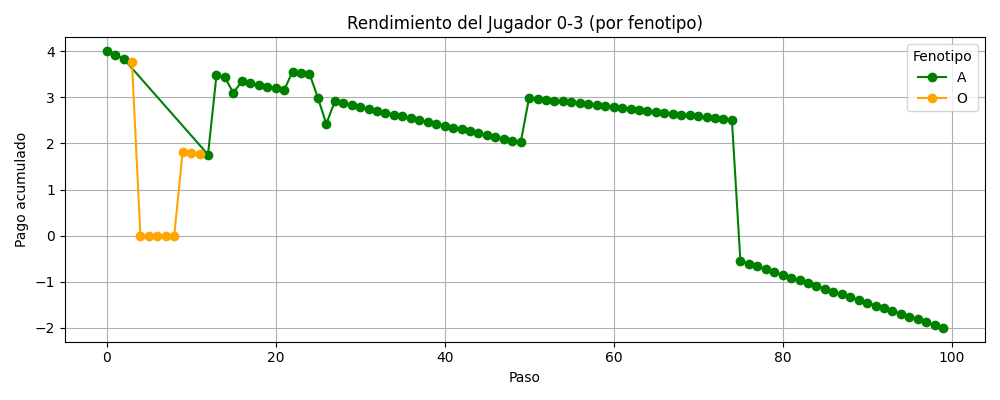 Rendimiento del Jugador 0-3 (por fenotipo)
Pago acumulado
4
3
2
1
0
−1
−2
Fenotipo
A
O
0 20 40 60 80 100
Paso